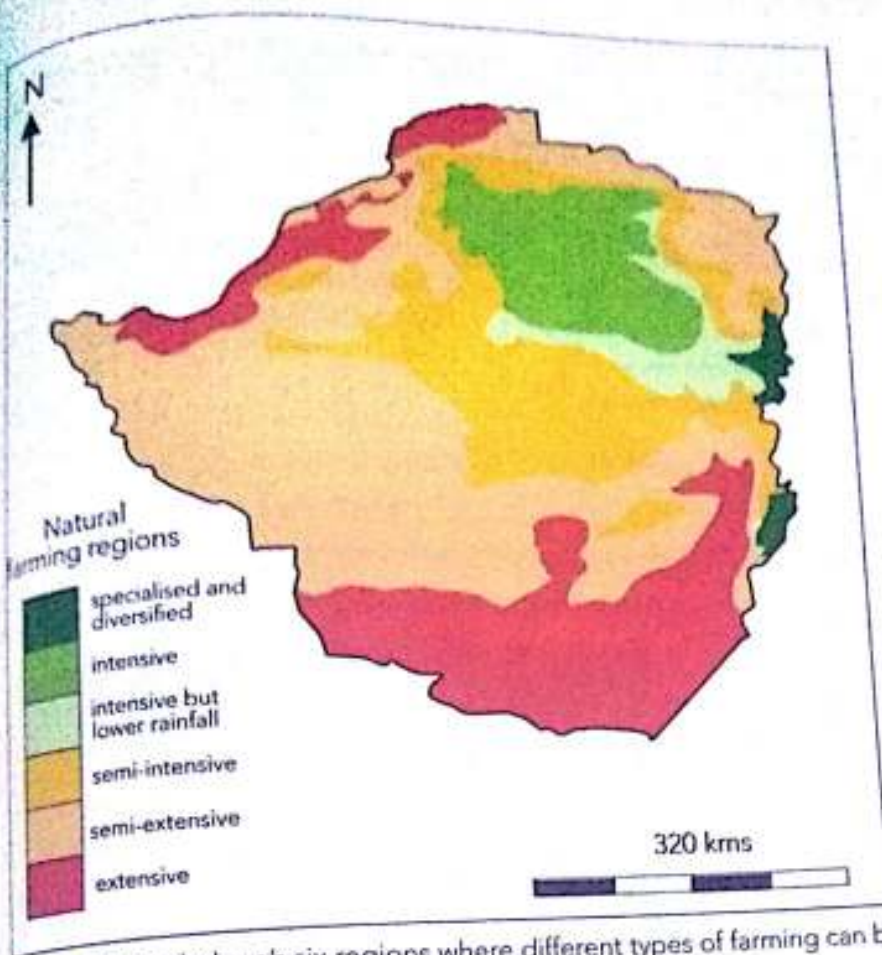 N
Natural
farming regions
specialised and
diversified
intensive
intensive but
lower rainfall
semi-intensive
semi-extensive
extensive
320 kms
six regions where different types of farming can b